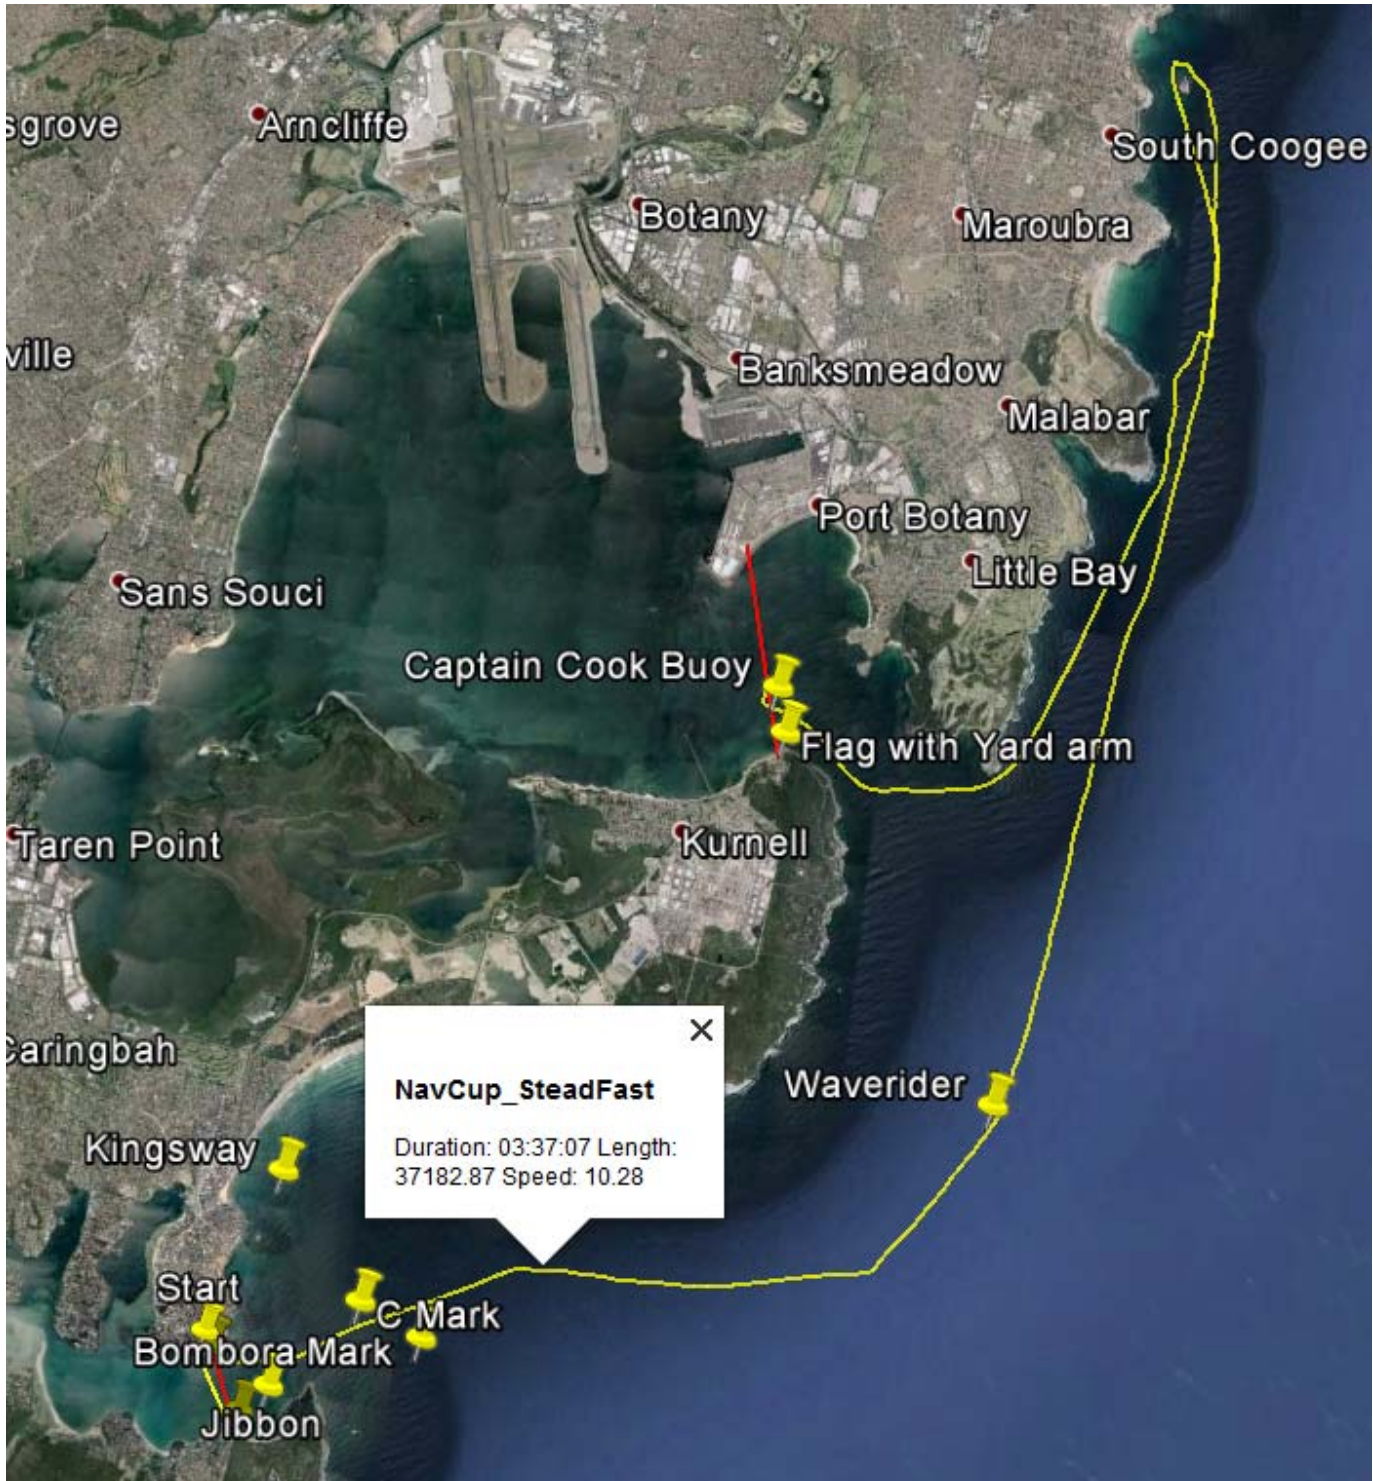 sgrove
Arncliffe
South Coogee
Botany
Maroubra
ville
Banksmeadow
Malabar
Port Botany
Little Bay
Sans Souci
Captain Cook Buoy
Flag with Yard arm
Taren Point
Kurnell
Caringbah
NavCup_SteadFast
Duration: 03:37:07 Length:
37182.87 Speed: 10.28
Waverider
Kingsway
Start
C Mark
Bombora Mark
Jibbon